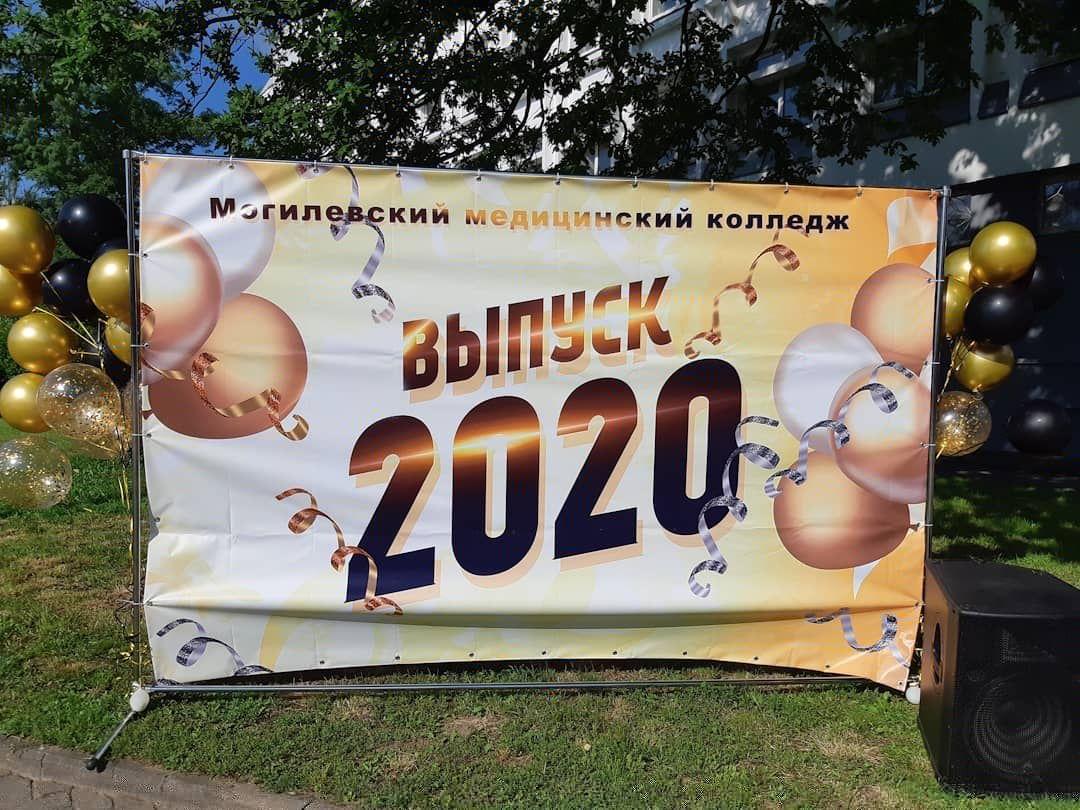 Могилевский медицинский колледж
ВЫПУСК
2020